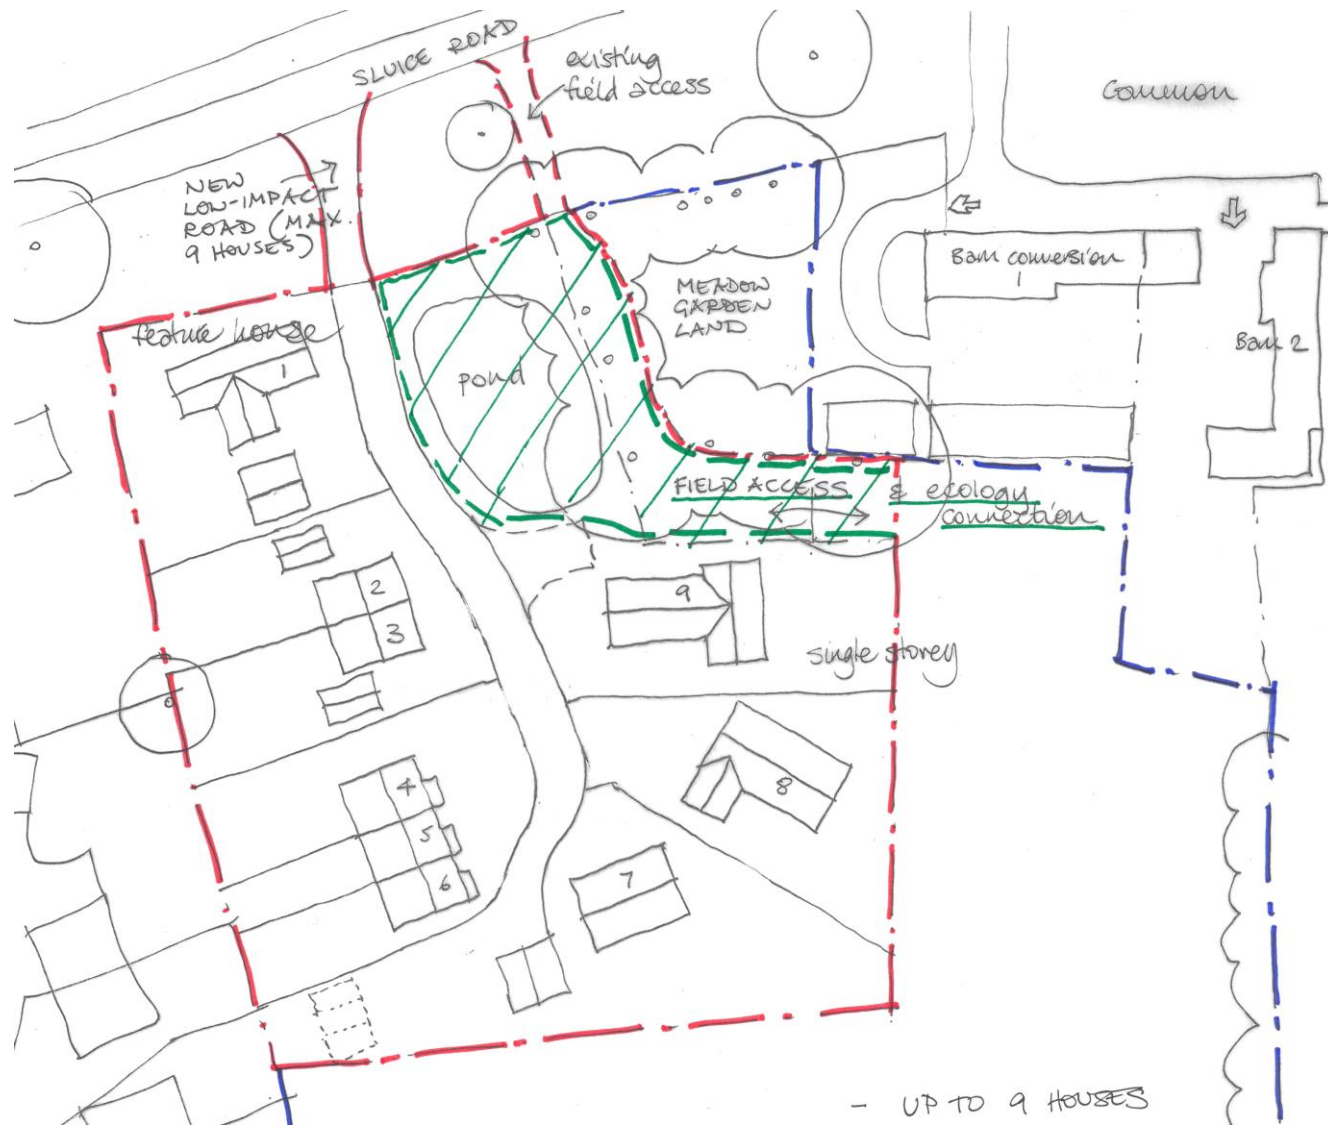 SLUICE ROAD
existing
field access
Common
NEW
LOW-IMPACT
ROAD (MAX.
9 HOUSES)
Barn conversion
1
MEADOW
GARDEN
LAND
feature house
Barn 2
1
pond
FIELD ACCESS & ecology
connection
2
3
9
single storey
4
5
6
8
7
- UP TO 9 HOUSES